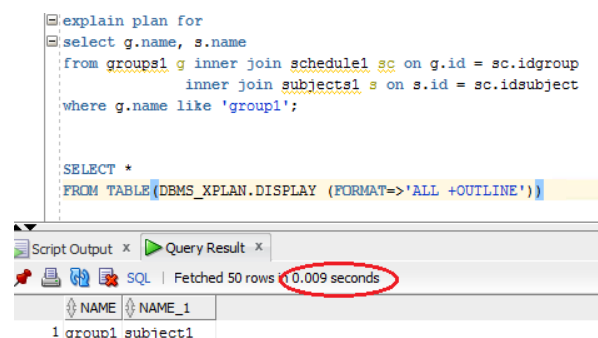 explain plan for
select g.name, s.name
from groups1 g inner join schedule1 sc on g.id = sc.idgroup
inner join subjects1 s on s.id = sc.idsubject
where g.name like 'group1';
SELECT *
FROM TABLE(DBMS_XPLAN.DISPLAY (FORMAT=>'ALL +OUTLINE'))
Script Output x Query Result x
SQL | Fetched 50 rows in 0.009 seconds
NAME NAME_1
1 group1 subject1